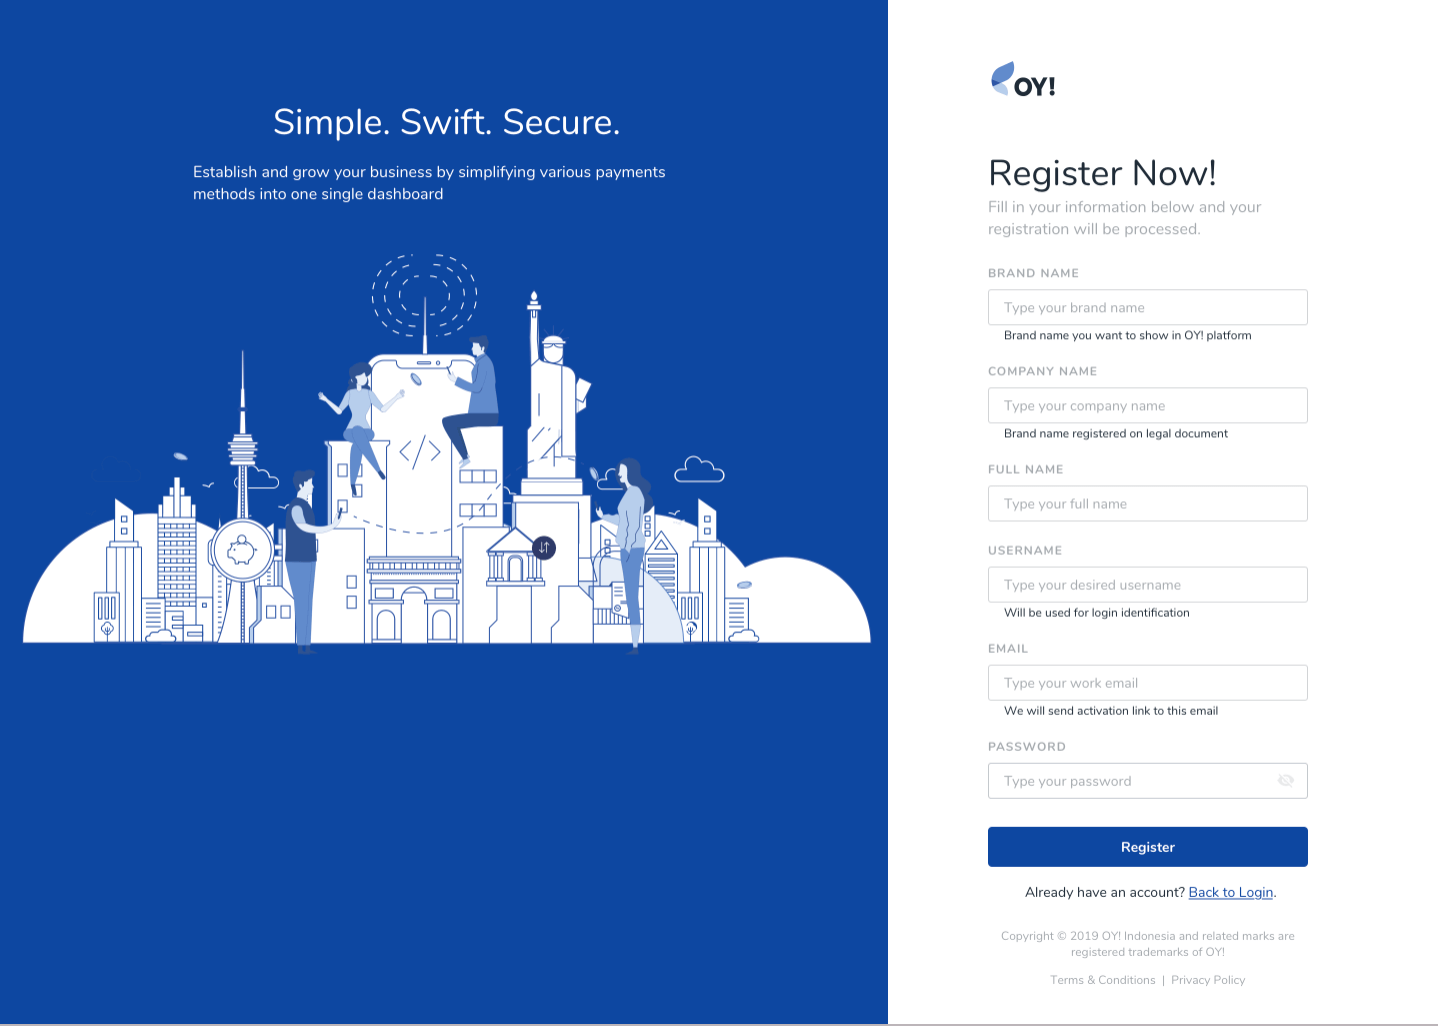 Simple. Swift. Secure.
Establish and grow your business by simplifying various payments
methods into one single dashboard
OY!
Register Now!
Fill in your information below and your
registration will be processed.
BRAND NAME
Type your brand name
Brand name you want to show in OY! platform
COMPANY NAME
Type your company name
Brand name registered on legal document
FULL NAME
Type your full name
USERNAME
Type your desired username
Will be used for login identification
EMAIL
Type your work email
We will send activation link to this email
PASSWORD
Type your password
Register
Already have an account? Back to Login.
Copyright © 2019 OY! Indonesia and related marks are
registered trademarks of OY!
Terms & Conditions | Privacy Policy